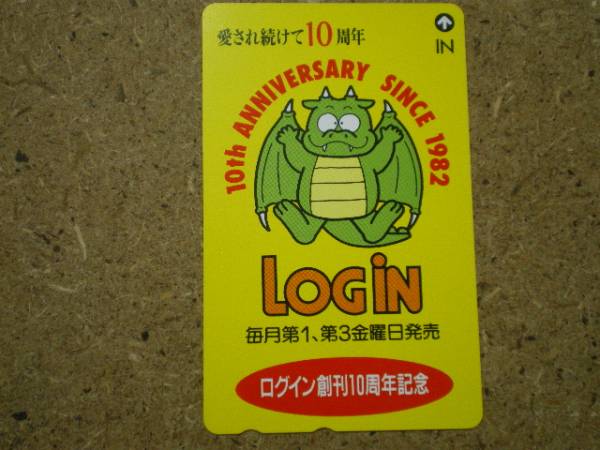 愛され続けて10周年
IN
10th ANNIVERSARY SINCE 1982
LOGiN
毎月第1、第3金曜日発売
ログイン創刊10周年記念